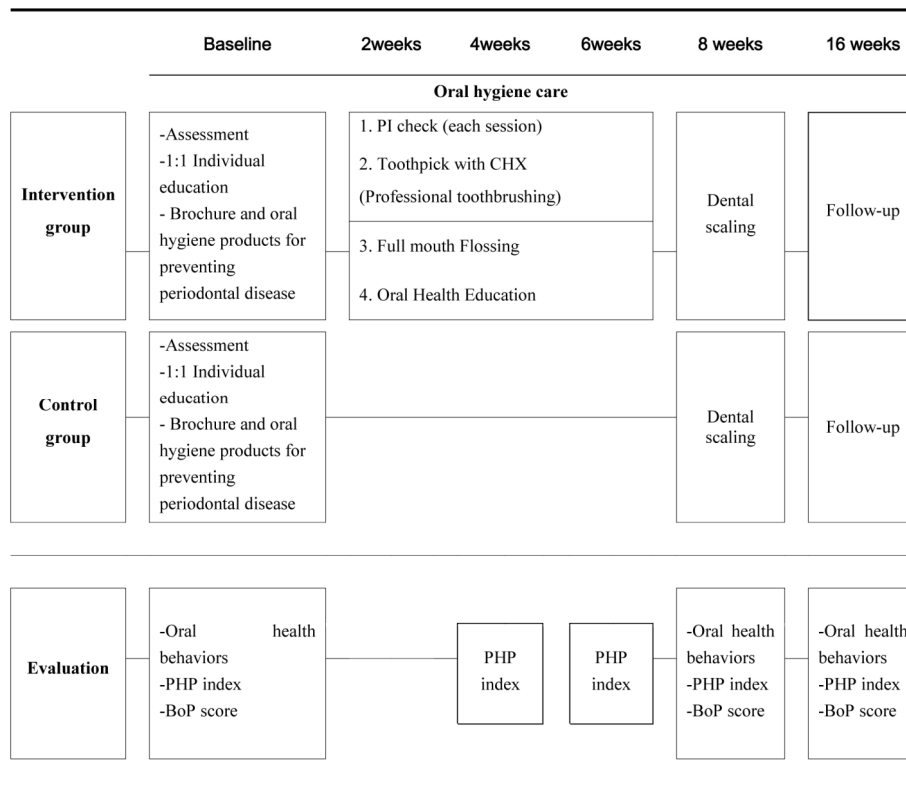 Baseline 2weeks 4weeks 6weeks 8 weeks 16 weeks
Oral hygiene care
Intervention
group
-Assessment
-1:1 Individual
education
- Brochure and oral
hygiene products for
preventing
periodontal disease
1. PI check (each session)
2. Toothpick with CHX
(Professional toothbrushing)
3. Full mouth Flossing
4. Oral Health Education
Dental
scaling
Follow-up
Control
group
-Assessment
-1:1 Individual
education
- Brochure and oral
hygiene products for
preventing
periodontal disease
Dental
scaling
Follow-up
Evaluation
-Oral health
behaviors
-PHP index
-BoP score
PHP
index
PHP
index
-Oral health
behaviors
-PHP index
-BoP score
-Oral health
behaviors
-PHP index
-BoP score